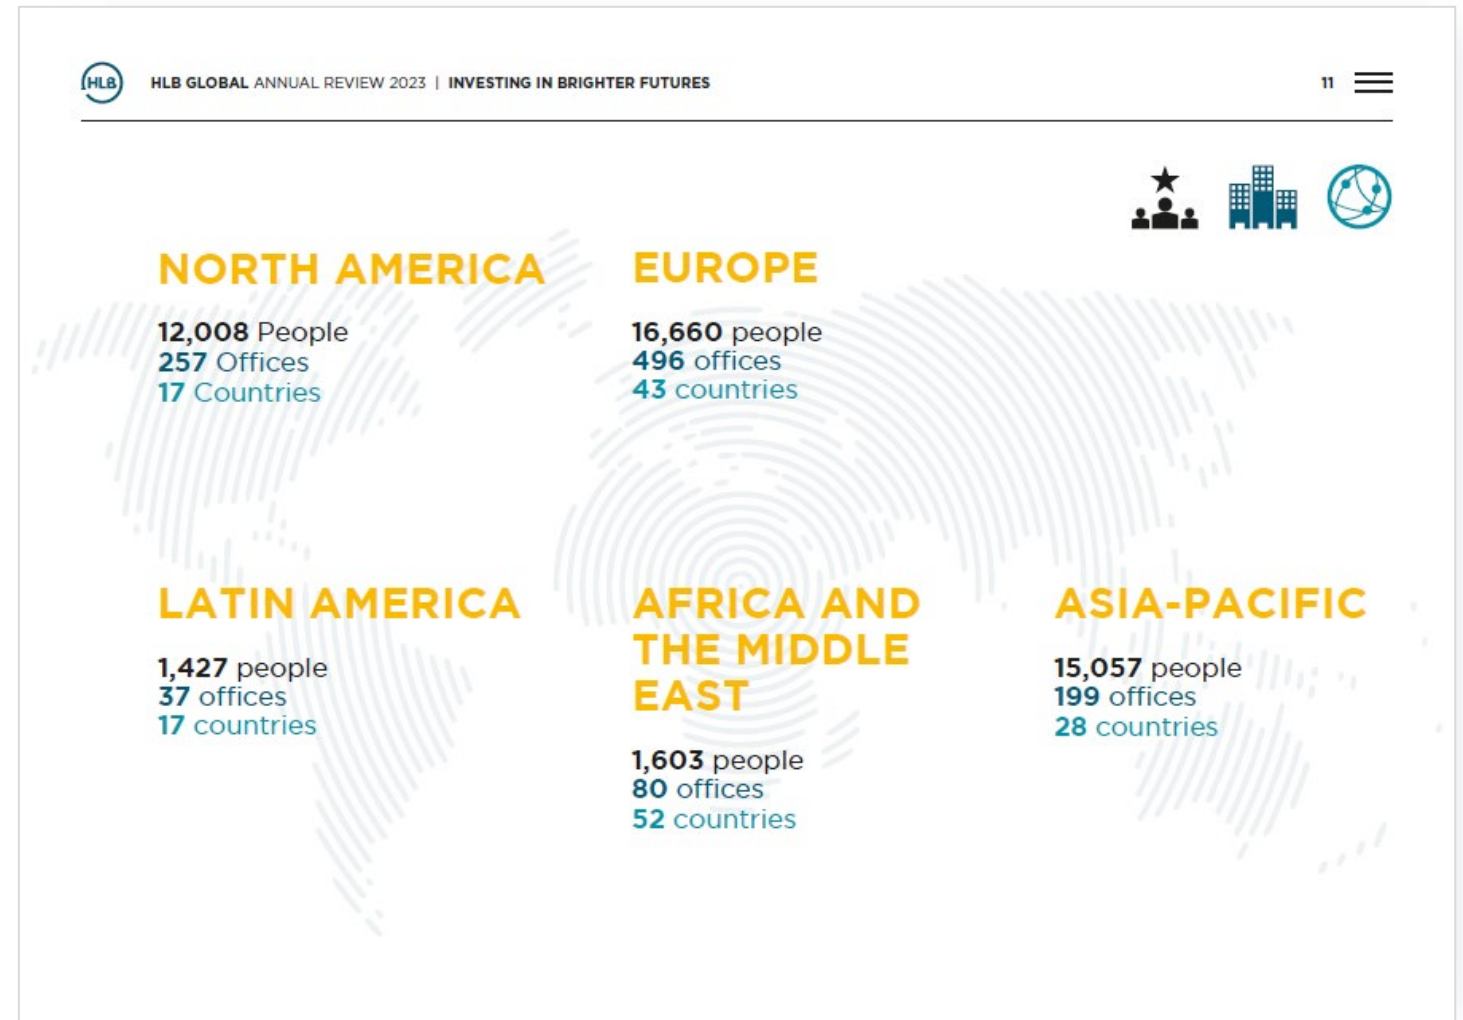 HLB
HLB GLOBAL ANNUAL REVIEW 2023 | INVESTING IN BRIGHTER FUTURES
11
NORTH AMERICA
12,008 People
257 Offices
17 Countries
EUROPE
16,660 people
496 offices
43 countries
LATIN AMERICA
1,427 people
37 offices
17 countries
AFRICA AND
THE MIDDLE
EAST
1,603 people
80 offices
52 countries
ASIA-PACIFIC
15,057 people
199 offices
28 countries